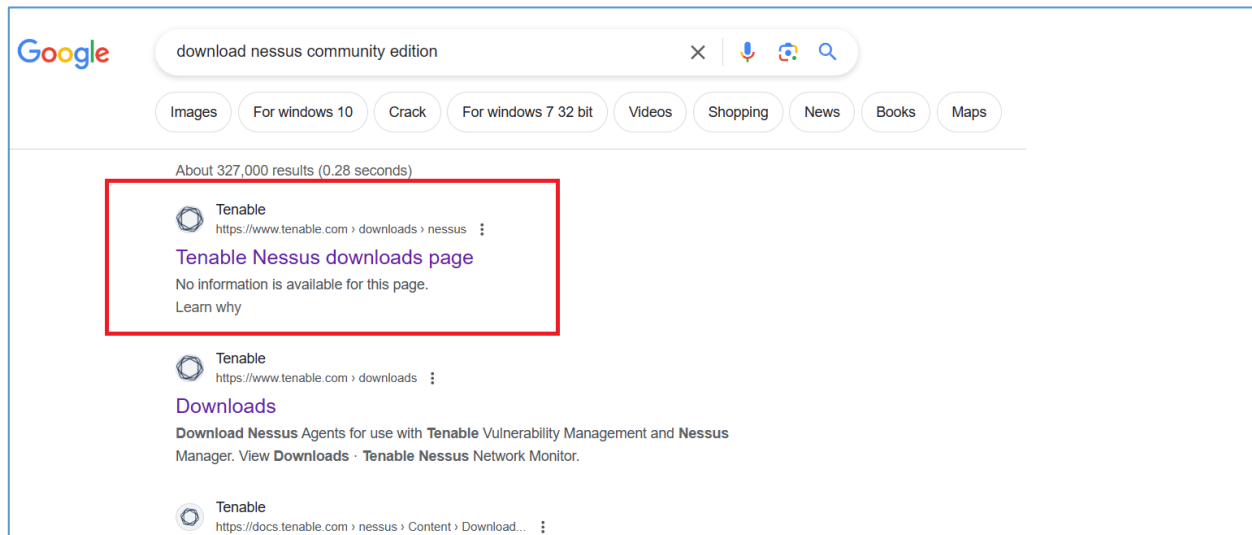 Google
download nessus community edition
Images For windows 10 Crack For windows 7 32 bit Videos Shopping News Books Maps
About 327,000 results (0.28 seconds)
Tenable
https://www.tenable.com › downloads › nessus
Tenable Nessus downloads page
No information is available for this page.
Learn why
Tenable
https://www.tenable.com › downloads
Downloads
Download Nessus Agents for use with Tenable Vulnerability Management and Nessus
Manager. View Downloads · Tenable Nessus Network Monitor.
Tenable
https://docs.tenable.com › nessus › Content › Download...